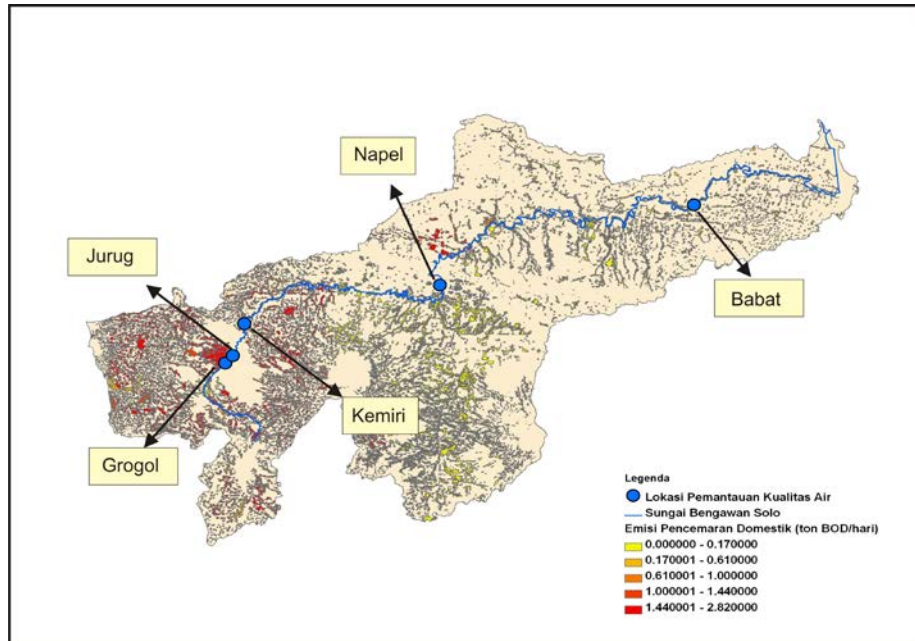 Napel
Jurug
Babat
Kemiri
Grogol
Legenda
Lokasi Pemantauan Kualitas Air
Sungai Bengawan Solo
Emisi Pencemaran Domestik (ton BOD/hari)
0.000000 - 0.170000
0.170001 - 0.610000
0.610001 - 1.000000
1.000001 - 1.440000
1.440001 - 2.820000